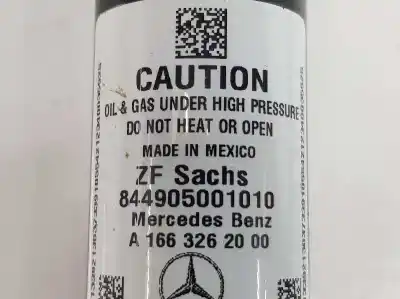 CAUTION
OIL & GAS UNDER HIGH PRESSURE
DO NOT HEAT OR OPEN
MADE IN MEXICO
ZF Sachs
844905001010
Mercedes Benz
A 166 326 20 00